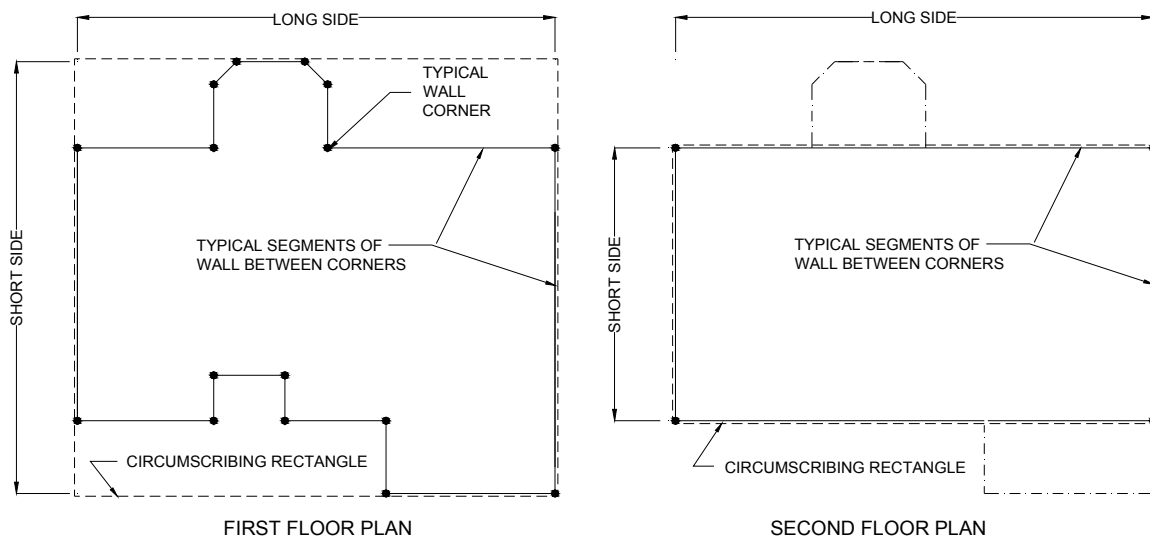 LONG SIDE
LONG SIDE
TYPICAL
WALL
CORNER
SHORT SIDE
TYPICAL SEGMENTS OF
WALL BETWEEN CORNERS
SHORT SIDE
TYPICAL SEGMENTS OF
WALL BETWEEN CORNERS
CIRCUMSCRIBING RECTANGLE
CIRCUMSCRIBING RECTANGLE
FIRST FLOOR PLAN
SECOND FLOOR PLAN